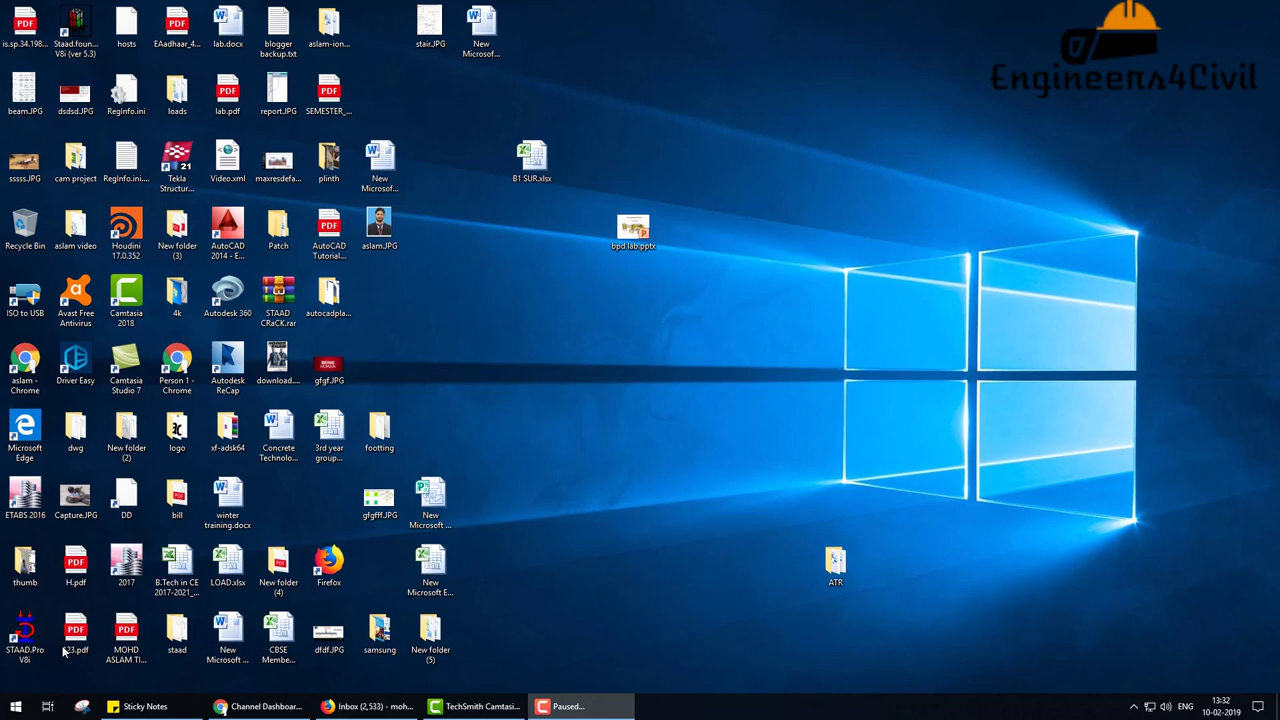 Engineers4Civil
is.sp.34.198...
Staad.foun...
V8i (ver 5.3)
hosts
EAadhaar_4...
lab.docx
blogger
backup.txt
aslam-ion...
stair.JPG
New
Microsof...
beam.JPG
dsdsd.JPG
RegInfo.ini
loads
lab.pdf
report.JPG
SEMESTER_...
sssss.JPG
cam project
RegInfo.ini....
Tekla
Structur...
Video.xml
maxresdefa...
plinth
New
Microsof...
B1 SUR.xlsx
Recycle Bin
aslam video
Houdini
17.0.352
New folder
(3)
AutoCAD
2014 - E...
Patch
AutoCAD
Tutorial...
aslam.JPG
bpd lab.pptx
ISO to USB
Avast Free
Antivirus
Camtasia
2018
4k
Autodesk 360
STAAD
CRaCK.rar
autocadpla...
aslam -
Chrome
Driver Easy
Camtasia
Studio 7
Person 1 -
Chrome
Autodesk
ReCap
download....
gfgf.JPG
Microsoft
Edge
dwg
New folder
(2)
logo
xf-adsk64
Concrete
Technolo...
3rd year
group...
footting
ETABS 2016
Capture.JPG
DD
bill
winter
training.docx
gfgfff.JPG
New
Microsoft ...
thumb
H.pdf
2017
B.Tech in CE
2017-2021_...
LOAD.xlsx
New folder
(4)
Firefox
New
Microsoft E...
ATR
STAAD.Pro
V8i
23.pdf
MOHD
ASLAM TI...
staad
New
Microsoft ...
CBSE
Membe...
dfdf.JPG
samsung
New folder
(5)
Sticky Notes
Channel Dashboar...
Inbox (2,533) - moh...
TechSmith Camtasi...
Paused...
ENG
13:32
10-02-2019